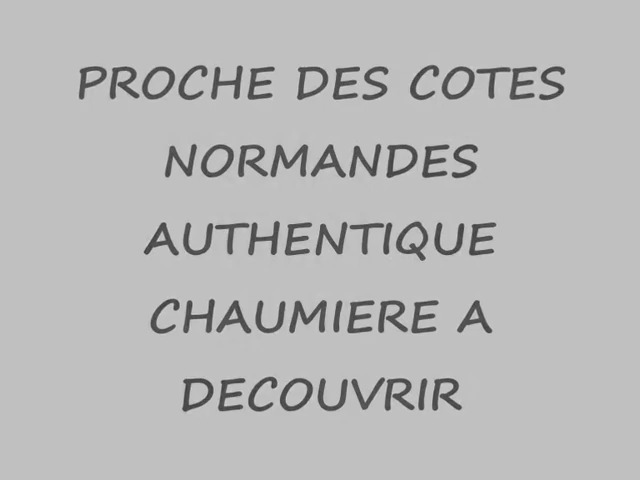 PROCHE DES COTES
NORMANDES
AUTHENTIQUE
CHAUMIERE A
DECOUVRIR